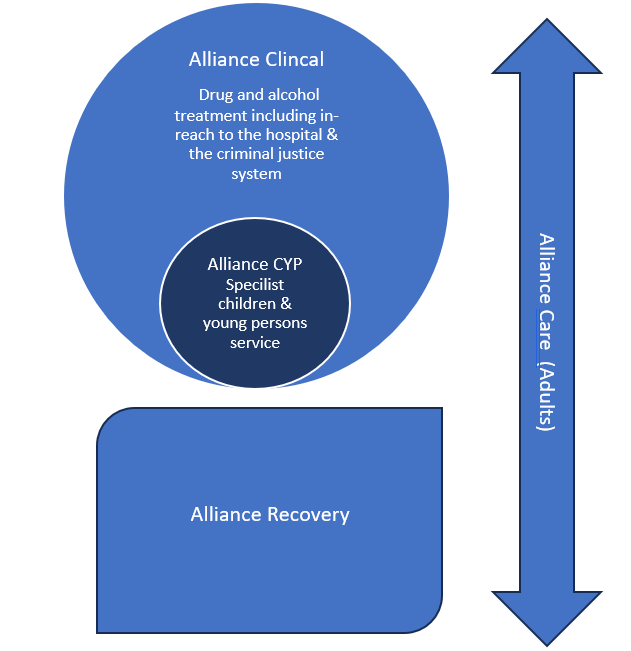 Alliance Clincal
Drug and alcohol
treatment including in-
reach to the hospital &
the criminal justice
system
Alliance CYP
Specilist
children &
young persons
service
Alliance Recovery
Alliance Care  (Adults)